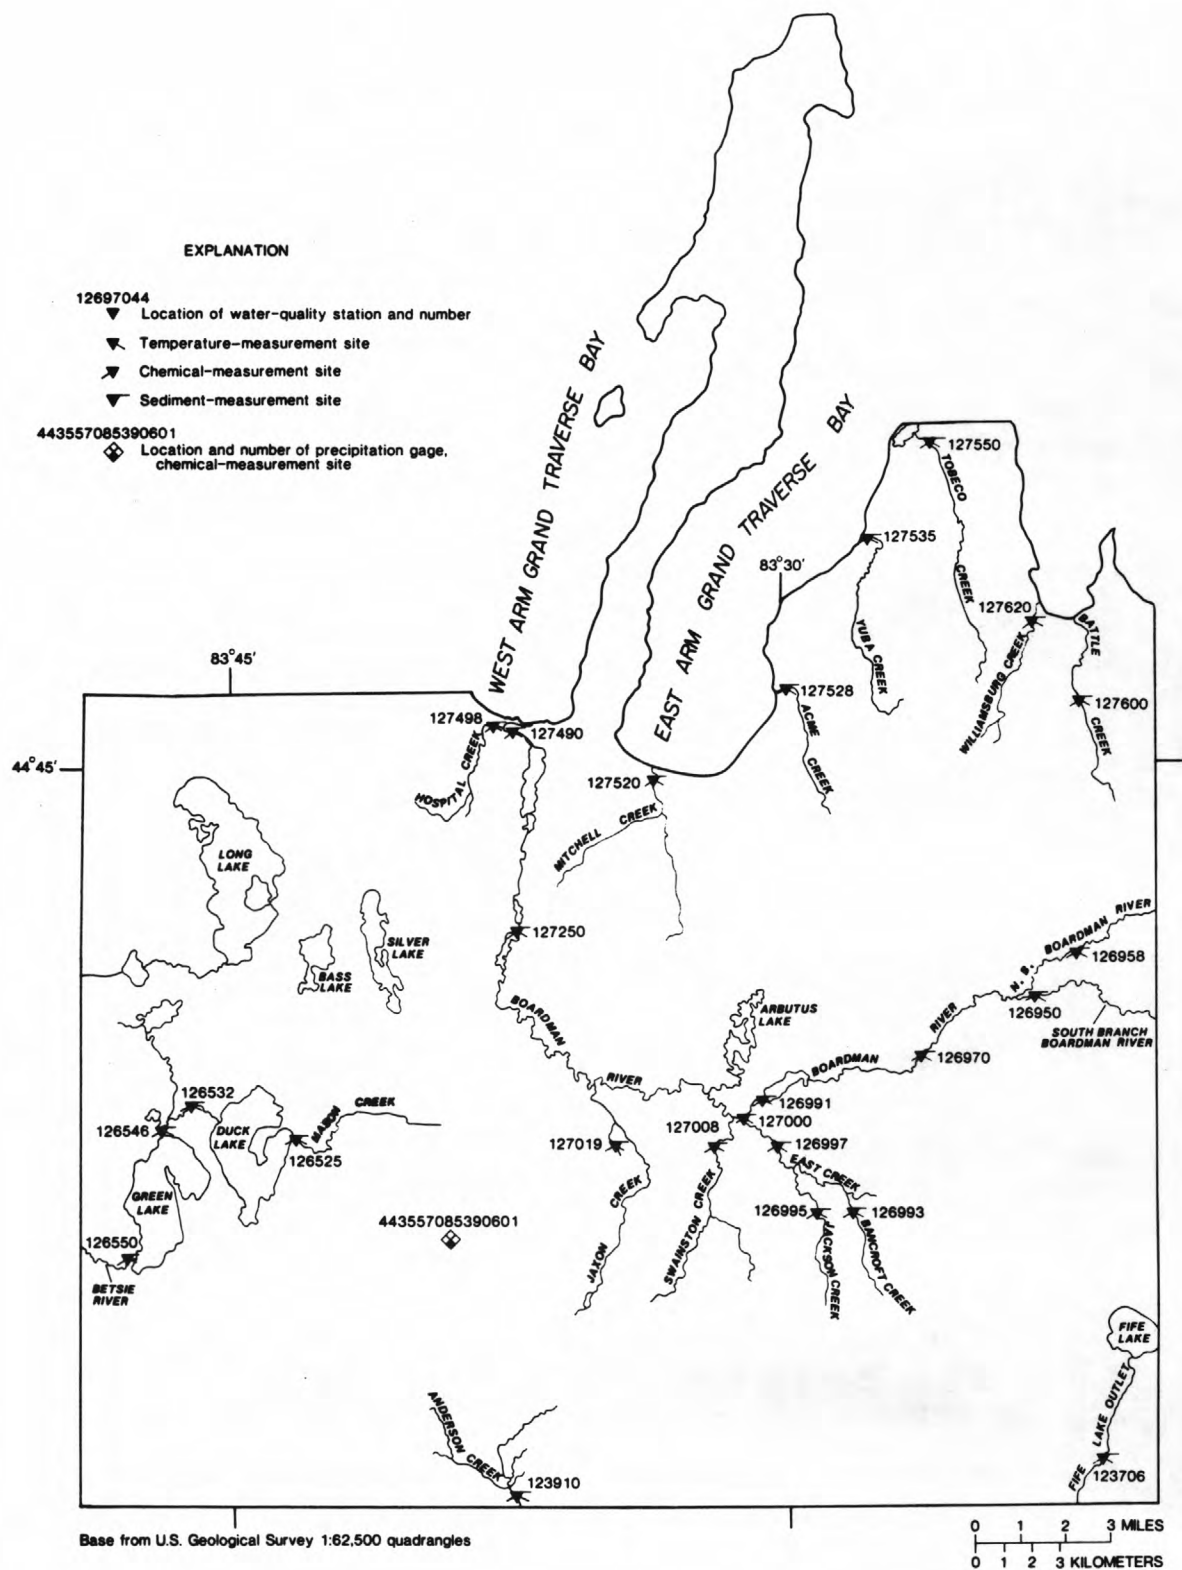 EXPLANATION
12697044
Location of water-quality station and number
Temperature-measurement site
Chemical-measurement site
Sediment-measurement site
443557085390601
Location and number of precipitation gage,
chemical-measurement site
WEST ARM GRAND TRAVERSE BAY
EAST ARM GRAND TRAVERSE BAY
127550
TOBECO
CREEK
127535
83°30'
YUBA CREEK
127620
BATTLE
CREEK
WILLIAMSBURG CREEK
127600
83°45'
127528
ACME
CREEK
127498
127490
HOSPITAL CREEK
44°45'
127520
MITCHELL CREEK
LONG
LAKE
SILVER
LAKE
BASS
LAKE
127250
N. B. BOARDMAN RIVER
126958
126950
SOUTH BRANCH
BOARDMAN RIVER
BOARDMAN
RIVER
ARBUTUS
LAKE
BOARDMAN
RIVER
126970
126532
126546
DUCK
LAKE
MASON CREEK
126525
126991
127000
127019
127008
126997
EAST CREEK
GREEN
LAKE
JAXON CREEK
SWAINSTON CREEK
126995
126993
JACKSON CREEK
BANCROFT CREEK
443557085390601
126550
BETSIE
RIVER
FIFE
LAKE
FIFE LAKE OUTLET
ANDERSON CREEK
123910
123706
Base from U.S. Geological Survey 1:62,500 quadrangles
0 1 2 3 MILES
0 1 2 3 KILOMETERS